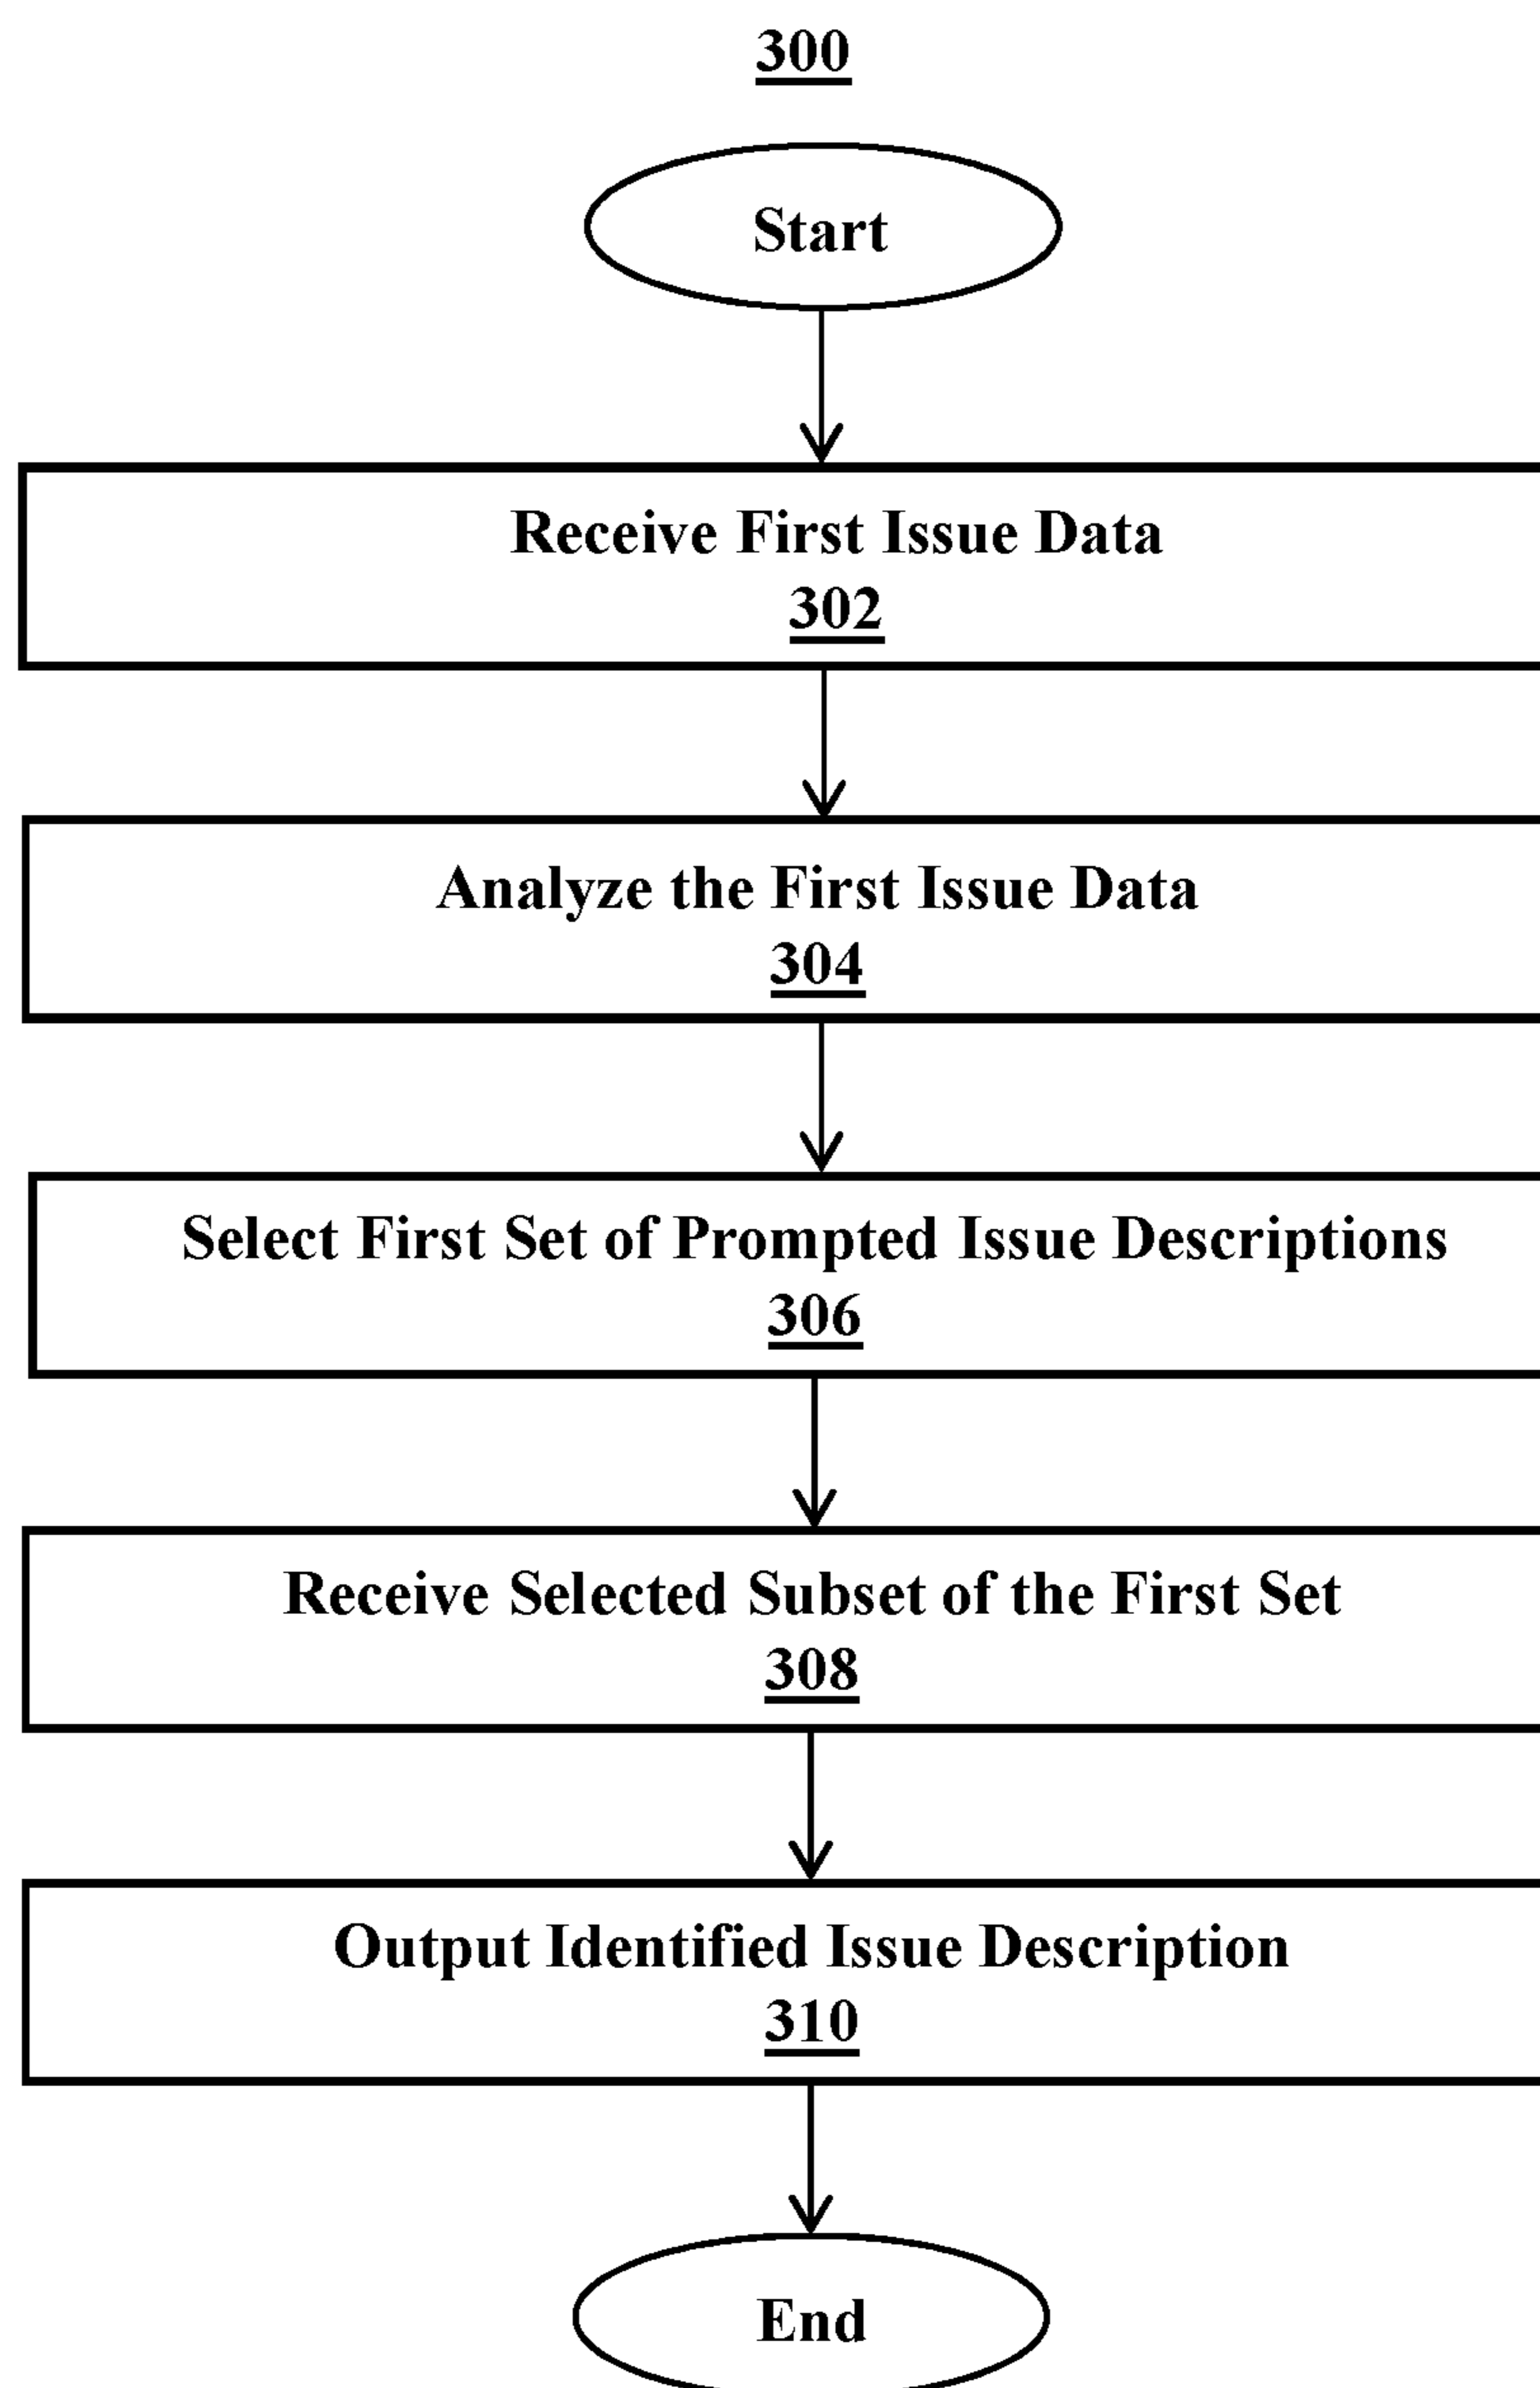 300
Start
Receive First Issue Data
302
Analyze the First Issue Data
304
Select First Set of Prompted Issue Descriptions
306
Receive Selected Subset of the First Set
308
Output Identified Issue Description
310
End